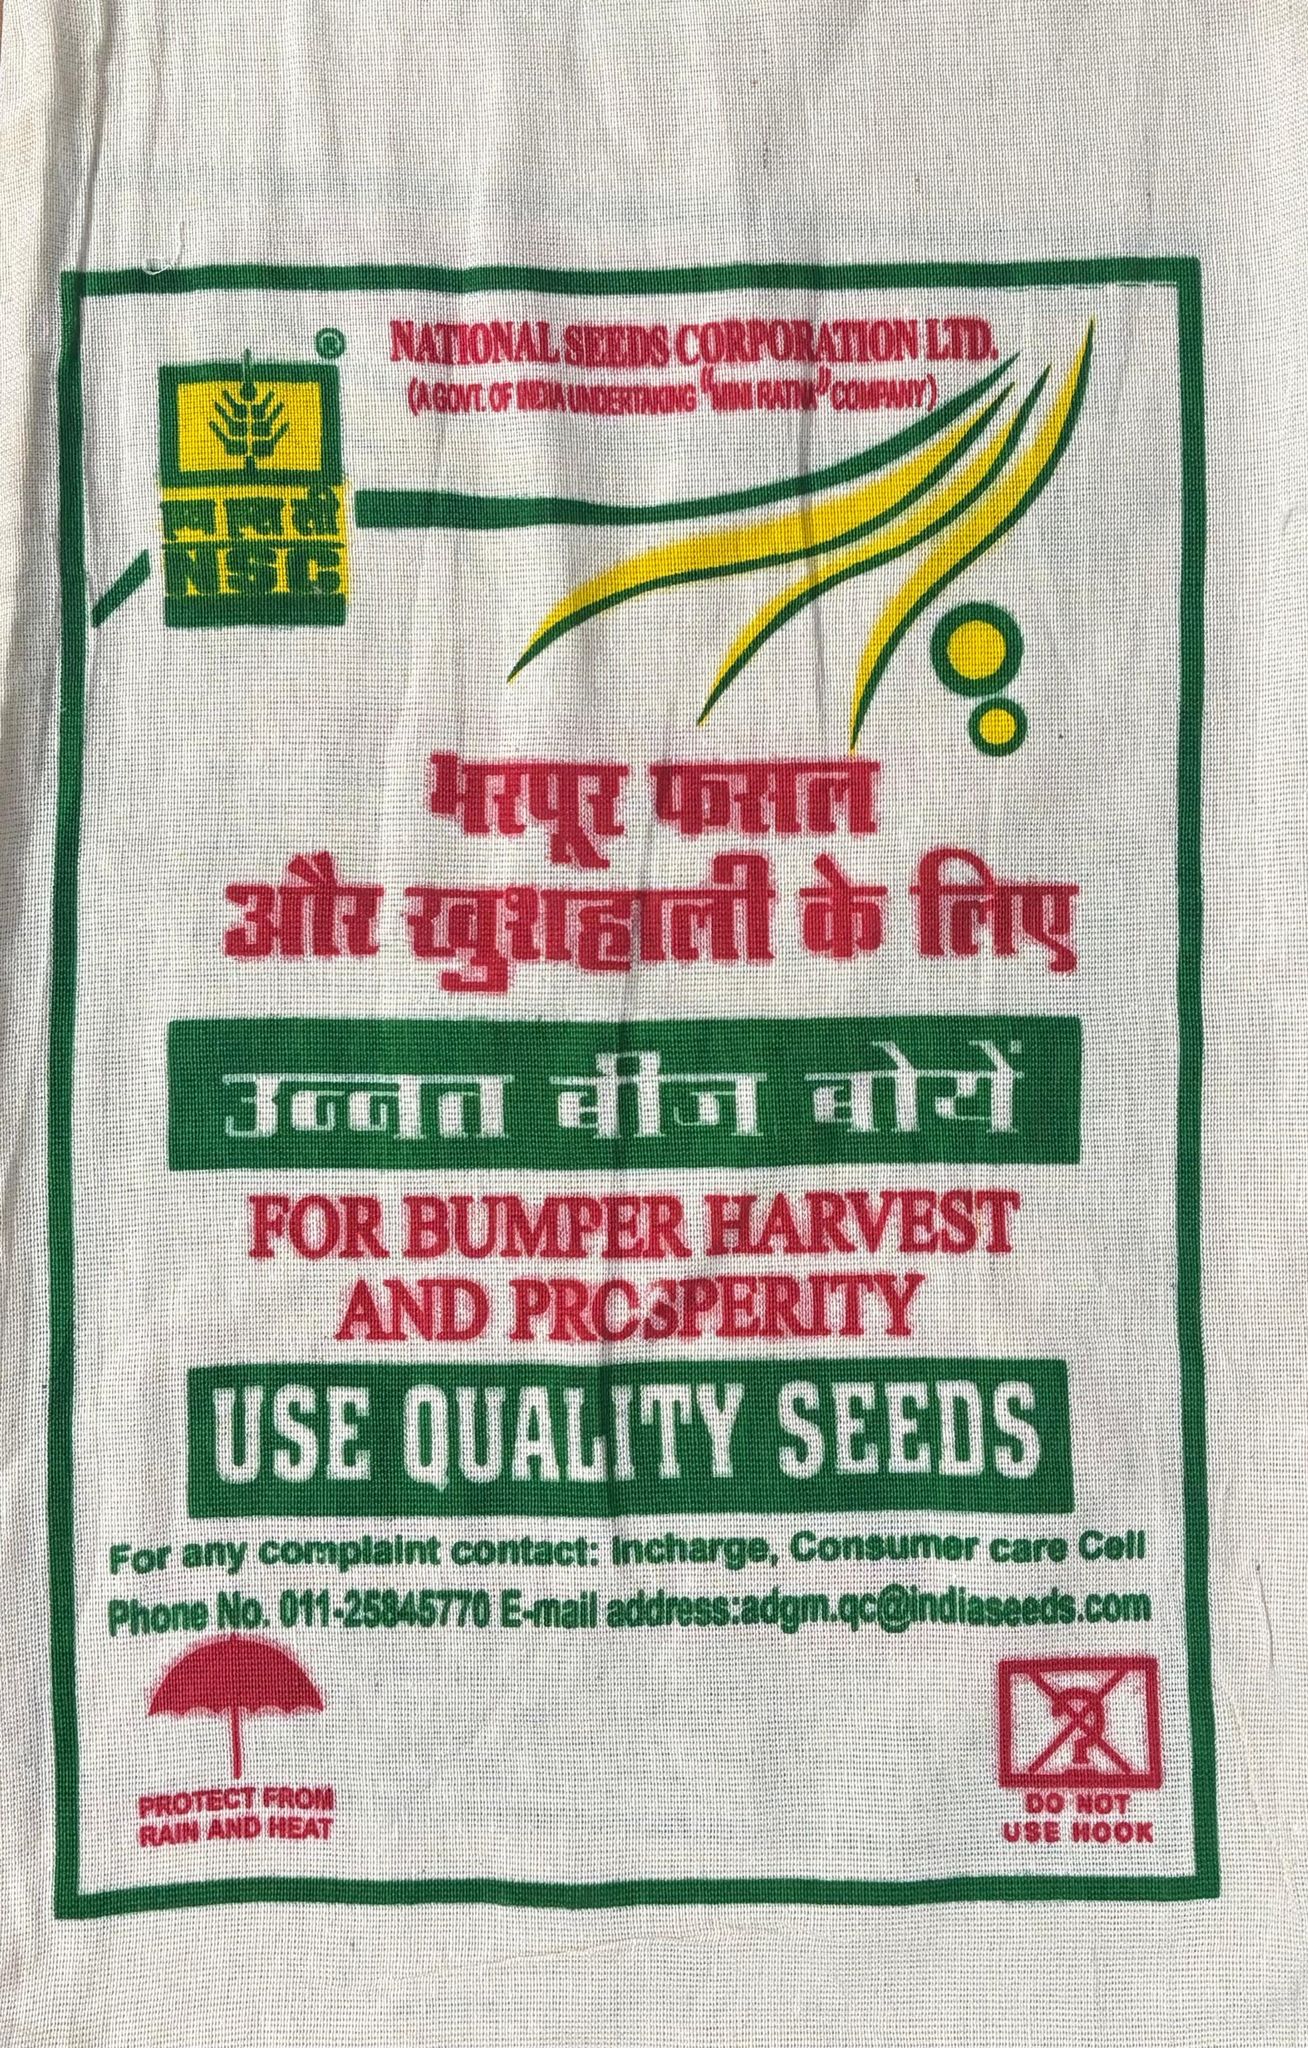 ®
NATIONAL SEEDS CORPORATION LTD.
(A GOVT. OF INDIA UNDERTAKING "MINI RATNA" COMPANY)
NSC
भरपूर फसल
और खुशहाली के लिए
उन्नत बीज बोयें
FOR BUMPER HARVEST
AND PROSPERITY
USE QUALITY SEEDS
For any complaint contact: Incharge, Consumer care Cell
Phone No. 011-25845770 E-mail address:adgm.qc@indiaseeds.com
PROTECT FROM
RAIN AND HEAT
DO NOT
USE HOOK